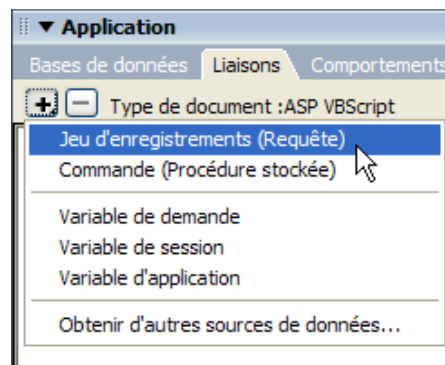 Application
Bases de données Liaisons Comportements
Type de document :ASP VBScript
Jeu d'enregistrements (Requête)
Commande (Procédure stockée)
Variable de demande
Variable de session
Variable d'application
Obtenir d'autres sources de données...